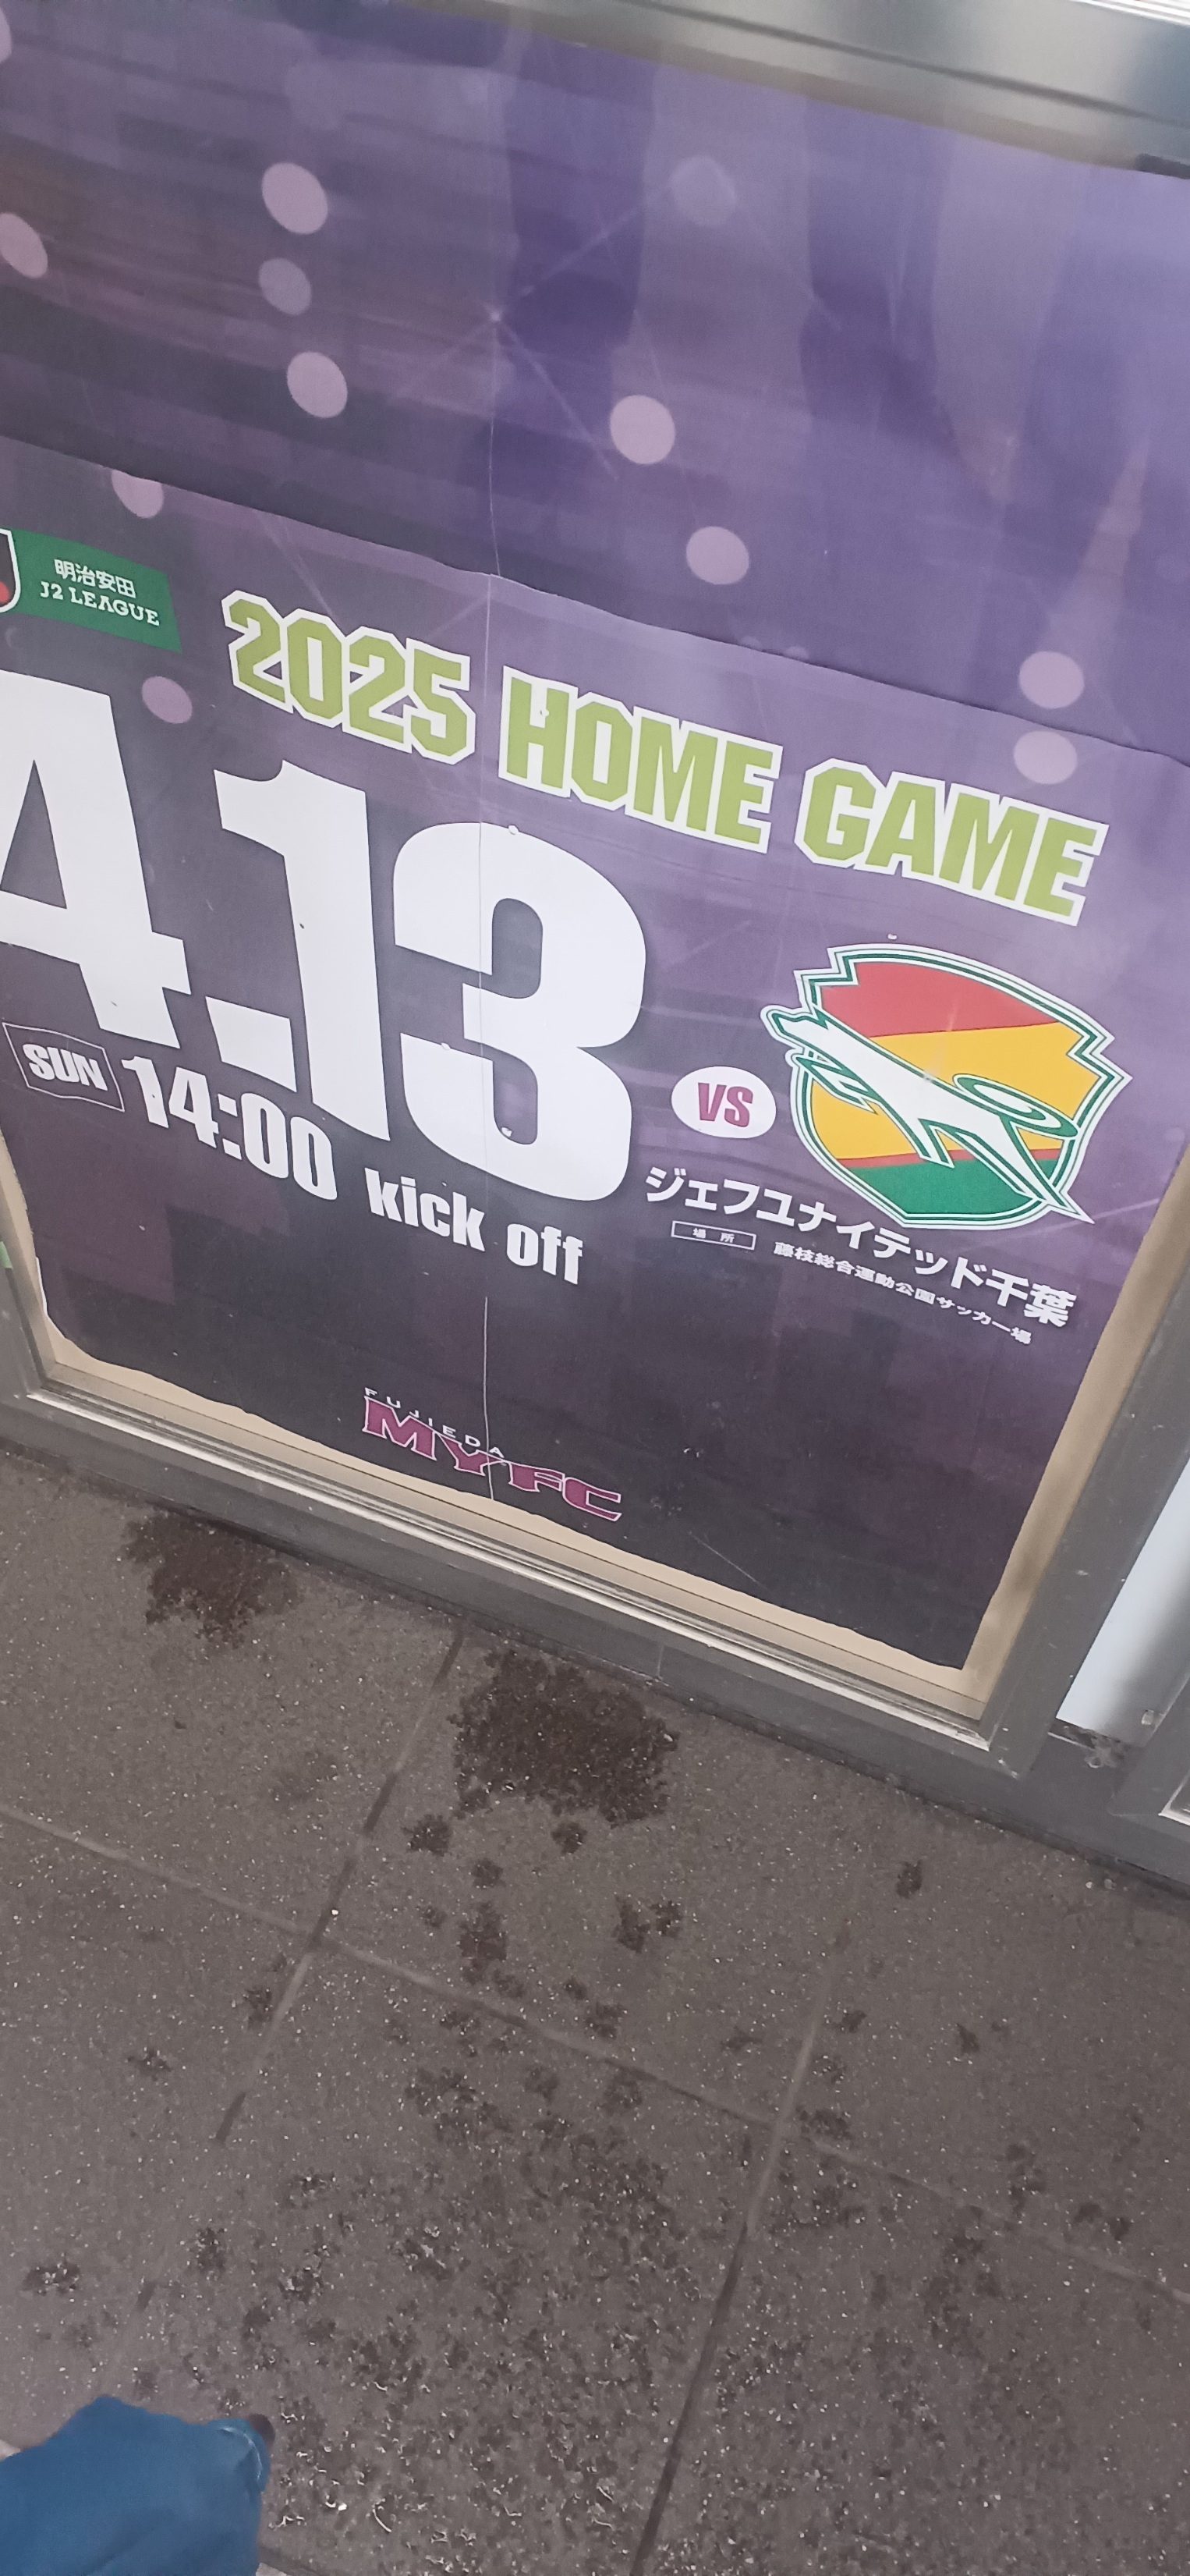 明治安田
J2 LEAGUE
2025 HOME GAME
4.13
SUN
14:00 kick off
VS
ジェフユナイテッド千葉
場所
藤枝総合運動公園サッカー場
FUJIEDA
MYFC